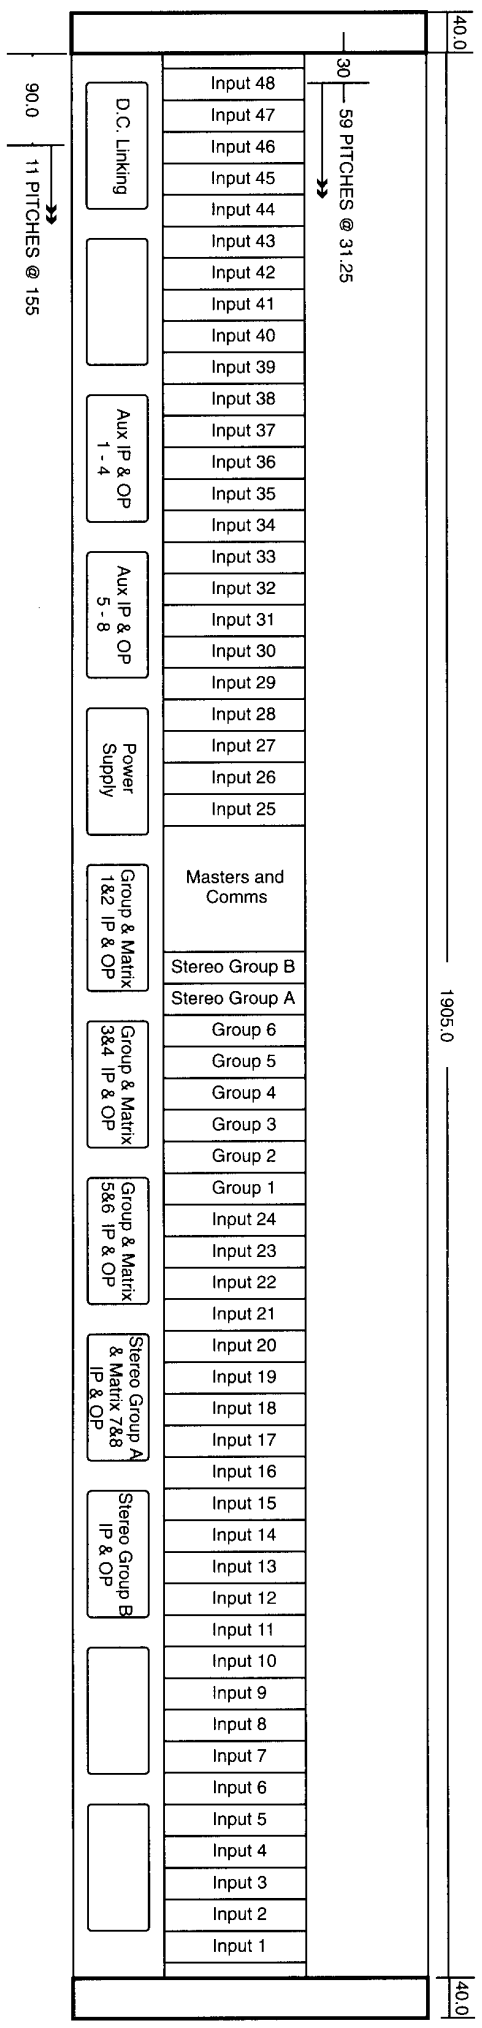 40.0
30
59 PITCHES @ 31.25
90.0
11 PITCHES @ 155
1905.0
40.0
Input 48
Input 47
Input 46
Input 45
Input 44
Input 43
Input 42
Input 41
Input 40
Input 39
Input 38
Input 37
Input 36
Input 35
Input 34
Input 33
Input 32
Input 31
Input 30
Input 29
Input 28
Input 27
Input 26
Input 25
Masters and
Comms
Stereo Group B
Stereo Group A
Group 6
Group 5
Group 4
Group 3
Group 2
Group 1
Input 24
Input 23
Input 22
Input 21
Input 20
Input 19
Input 18
Input 17
Input 16
Input 15
Input 14
Input 13
Input 12
Input 11
Input 10
Input 9
Input 8
Input 7
Input 6
Input 5
Input 4
Input 3
Input 2
Input 1
D.C. Linking
Aux IP & OP
1 - 4
Aux IP & OP
5 - 8
Power
Supply
Group & Matrix
1&2 IP & OP
Group & Matrix
3&4 IP & OP
Group & Matrix
5&6 IP & OP
Stereo Group A
& Matrix 7&8
IP & OP
Stereo Group B
IP & OP